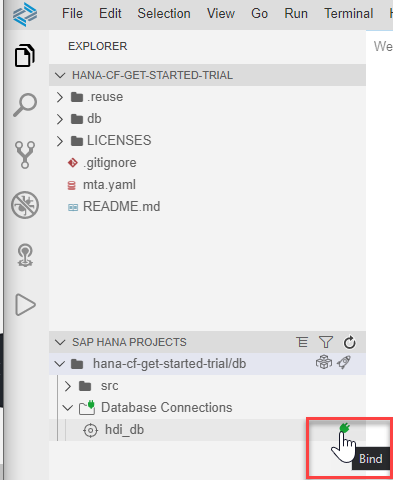 File Edit Selection View Go Run Terminal
EXPLORER
We
HANA-CF-GET-STARTED-TRIAL
.reuse
db
LICENSES
.gitignore
mta.yaml
README.md
SAP HANA PROJECTS
hana-cf-get-started-trial/db
src
Database Connections
hdi_db
Bind